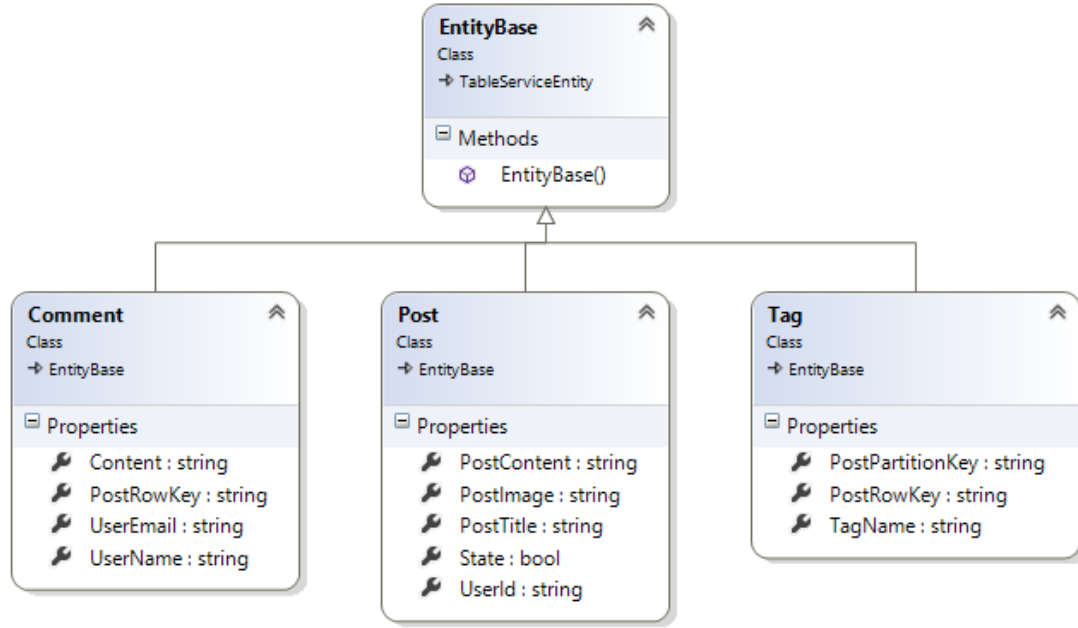 EntityBase
Class
TableServiceEntity
Methods
EntityBase()
Comment
Class
EntityBase
Properties
Content : string
PostRowKey : string
UserEmail : string
UserName : string
Post
Class
EntityBase
Properties
PostContent : string
PostImage : string
PostTitle : string
State : bool
UserId : string
Tag
Class
EntityBase
Properties
PostPartitionKey : string
PostRowKey : string
TagName : string